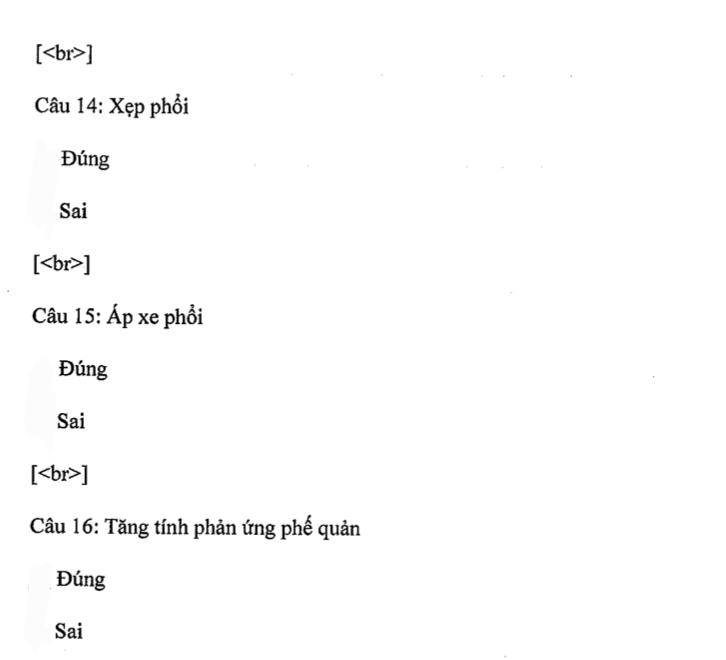 [<br>]
Câu 14: Xẹp phổi
Đúng
Sai
[<br>]
Câu 15: Áp xe phổi
Đúng
Sai
[<br>]
Câu 16: Tăng tính phản ứng phế quản
Đúng
Sai